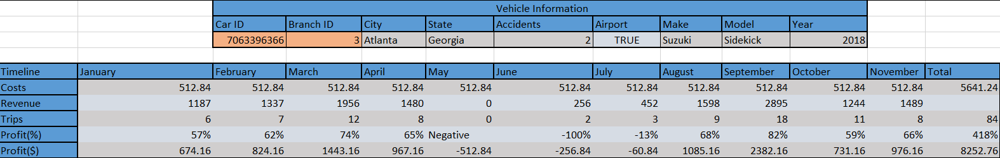 Vehicle Information
Car ID Branch ID City State Accidents Airport Make Model Year
7063396366 3 Atlanta Georgia 2 TRUE Suzuki Sidekick 2018
Timeline January February March April May June July August September October November Total
Costs 512.84 512.84 512.84 512.84 512.84 512.84 512.84 512.84 512.84 512.84 512.84 5641.24
Revenue 1187 1337 1956 1480 0 256 452 1598 2895 1244 1489
Trips 6 7 12 8 0 2 3 9 18 11 8 84
Profit(%) 57% 62% 74% 65% Negative -100% -13% 68% 82% 59% 66% 418%
Profit($) 674.16 824.16 1443.16 967.16 -512.84 -256.84 -60.84 1085.16 2382.16 731.16 976.16 8252.76